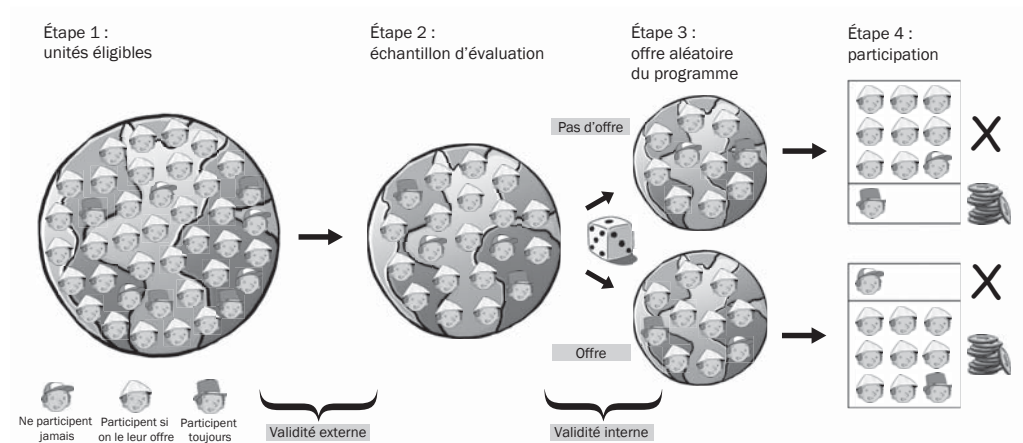 Étape 1 :
unités éligibles
Étape 2 :
échantillon d’évaluation
Étape 3 :
offre aléatoire
du programme
Étape 4 :
participation
Pas d’offre
Offre
Ne participent
jamais
Participent si
on le leur offre
Participent
toujours
Validité externe
Validité interne